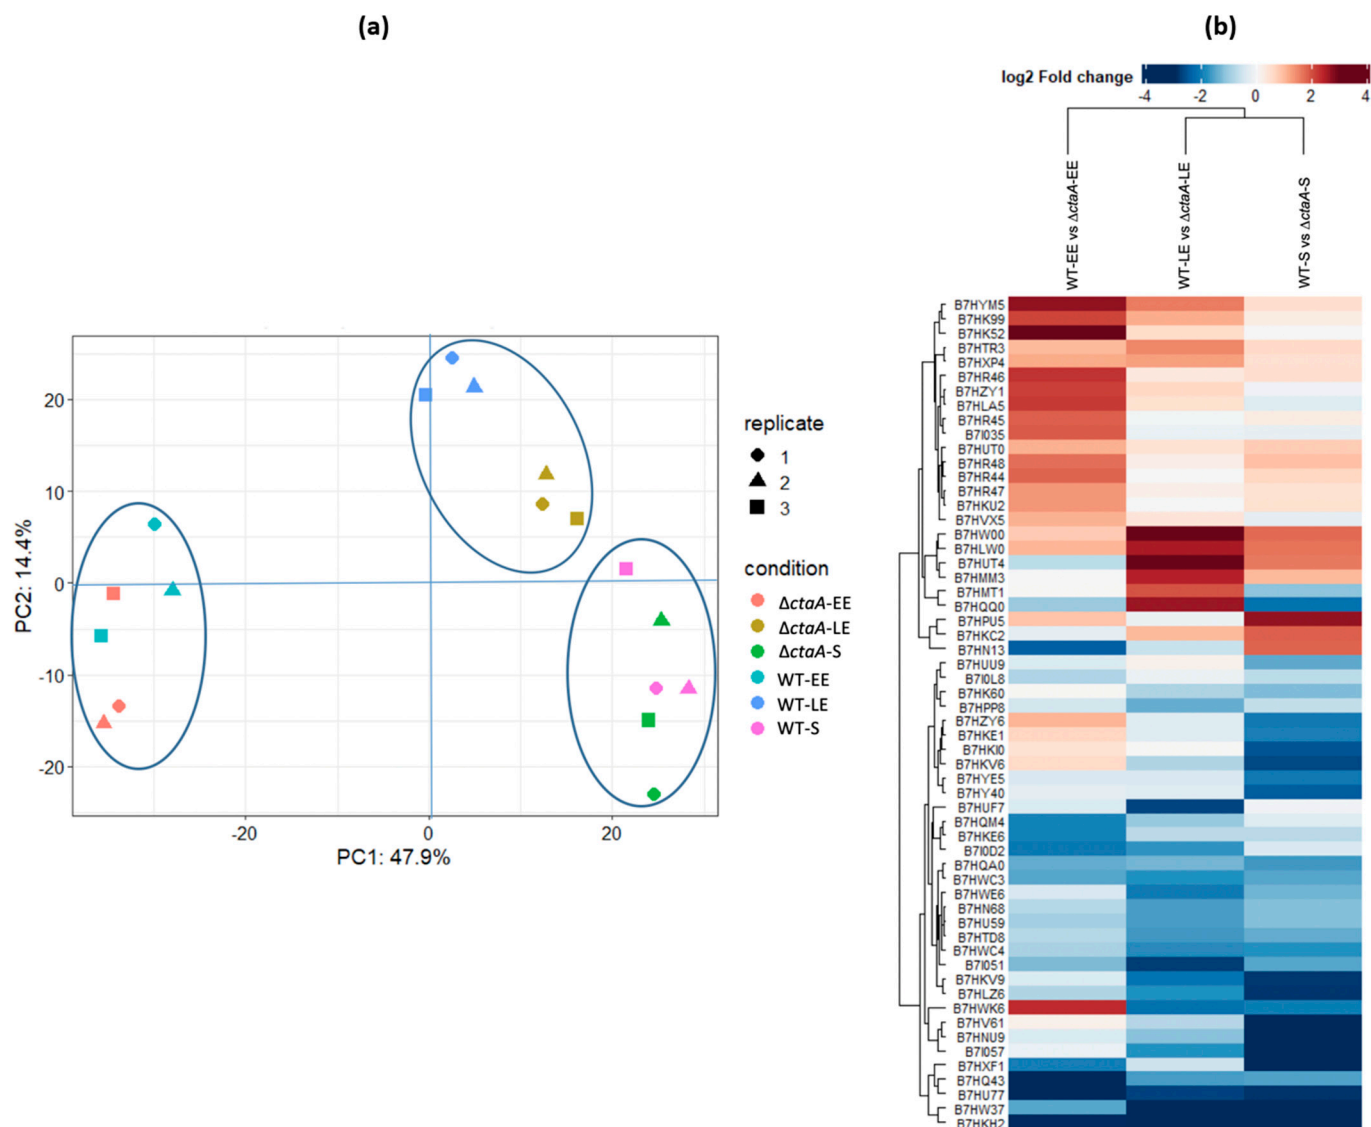 (a)
(b)
log2 Fold change
-4 -2 0 2 4
WT-EE vs ΔctaA-EE
WT-LE vs ΔctaA-LE
WT-S vs ΔctaA-S
PC2: 14.4%
20
10
0
-10
-20
-20 0 20
PC1: 47.9%
replicate
1
2
3
condition
ΔctaA-EE
ΔctaA-LE
ΔctaA-S
WT-EE
WT-LE
WT-S
B7HYM5
B7HK99
B7HK52
B7HTR3
B7HXP4
B7HR46
B7HZY1
B7HLA5
B7HR45
B7I035
B7HUT0
B7HR48
B7HR44
B7HR47
B7HKU2
B7HVX5
B7HW00
B7HLW0
B7HUT4
B7HMM3
B7HMT1
B7HQQ0
B7HPU5
B7HKC2
B7HN13
B7HUU9
B7I0L8
B7HK60
B7HPP8
B7HZY6
B7HKE1
B7HKI0
B7HKV6
B7HYE5
B7HY40
B7HUF7
B7HQM4
B7HKE6
B7I0D2
B7HQA0
B7HWC3
B7HWE6
B7HN68
B7HU59
B7HTD8
B7HWC4
B7I051
B7HKV9
B7HLZ6
B7HWK6
B7HV61
B7HNU9
B7I057
B7HXF1
B7HQ43
B7HU77
B7HW37
B7HKH2